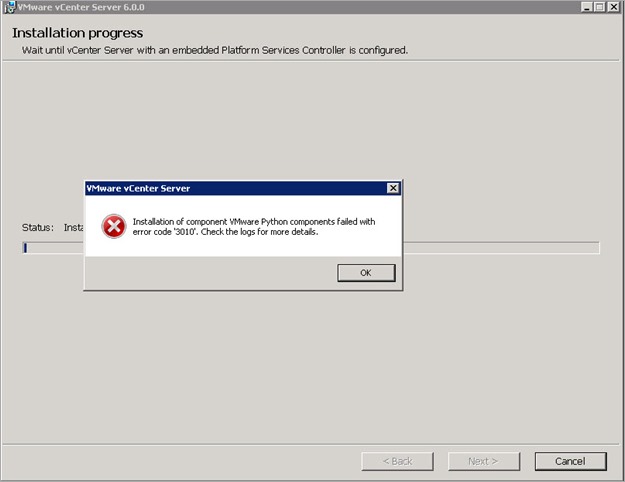 VMware vCenter Server 6.0.0
Installation progress
Wait until vCenter Server with an embedded Platform Services Controller is configured.
VMware vCenter Server
Installation of component VMware Python components failed with
error code '3010'. Check the logs for more details.
Status: Insta
OK
< Back Next > Cancel